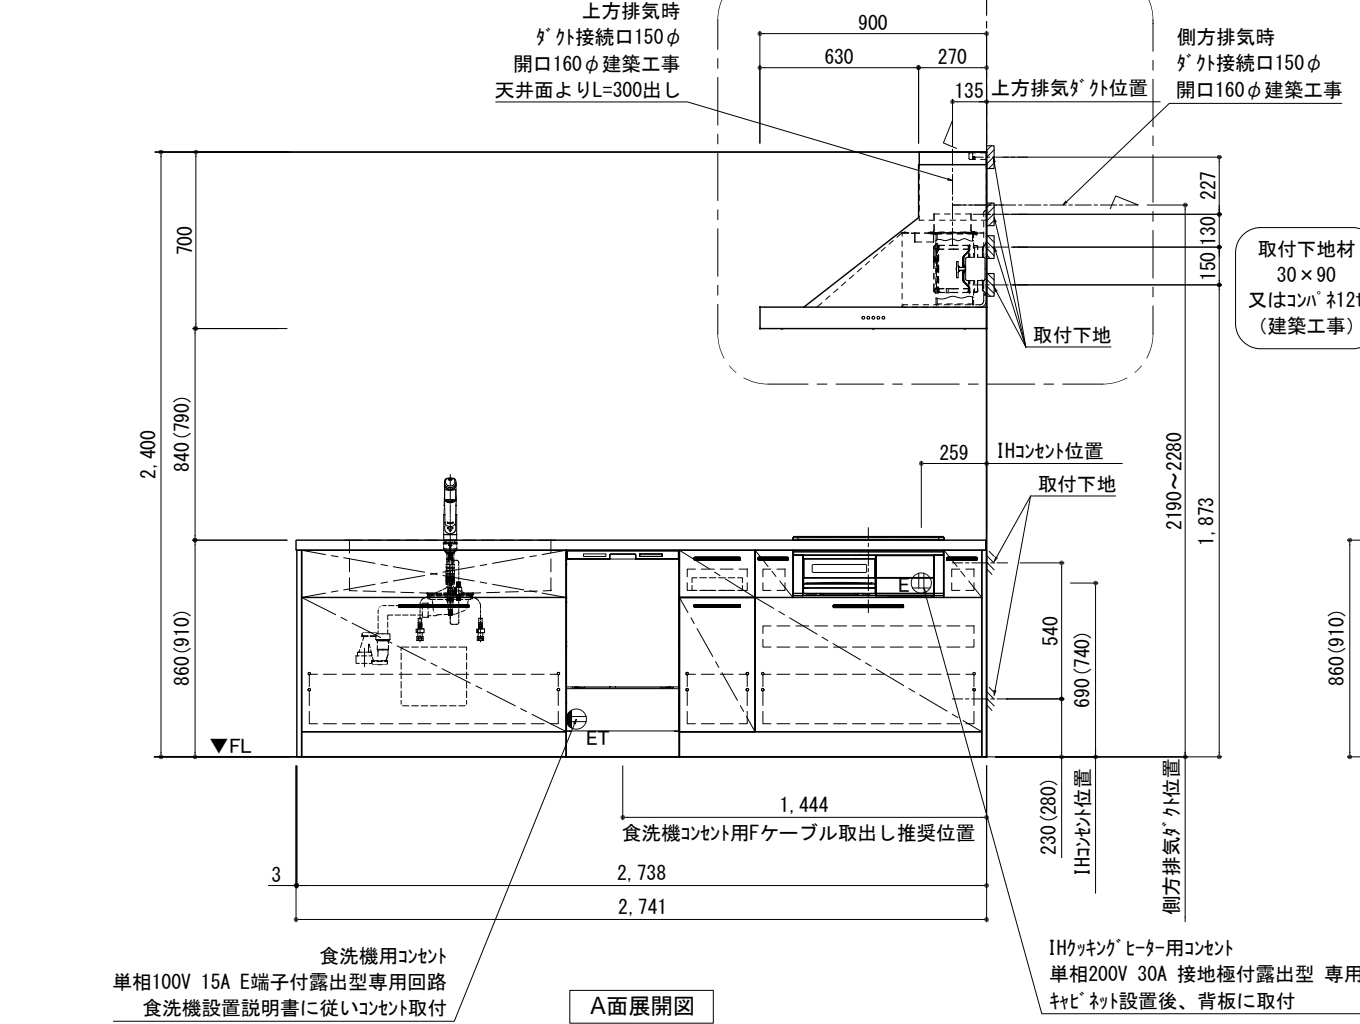 上方排気時
ﾀﾞｸﾄ接続口150φ
開口160φ建築工事
天井面よりL=300出し
900
630
270
135
上方排気ﾀﾞｸﾄ位置
側方排気時
ﾀﾞｸﾄ接続口150φ
開口160φ建築工事
227
130
150
取付下地材
30×90
又はｺﾝﾊﾟﾈ12t
(建築工事)
取付下地
700
840(790)
2,400
860(910)
259
IHｺﾝｾﾝﾄ位置
取付下地
2190～2280
1,873
E
540
690(740)
860(910)
▼FL
ET
1,444
食洗機ｺﾝｾﾝﾄ用Fケーブル取出し推奨位置
230(280)
IHｺﾝｾﾝﾄ位置
側方排気ﾀﾞｸﾄ位置
3
2,738
2,741
食洗機用ｺﾝｾﾝﾄ
単相100V 15A E端子付露出型専用回路
食洗機設置説明書に従いｺﾝｾﾝﾄ取付
A面展開図
IHｸｯｷﾝｸﾞﾋｰﾀｰ用ｺﾝｾﾝﾄ
単相200V 30A 接地極付露出型 専用
ｷｬﾋﾞﾈｯﾄ設置後、背板に取付